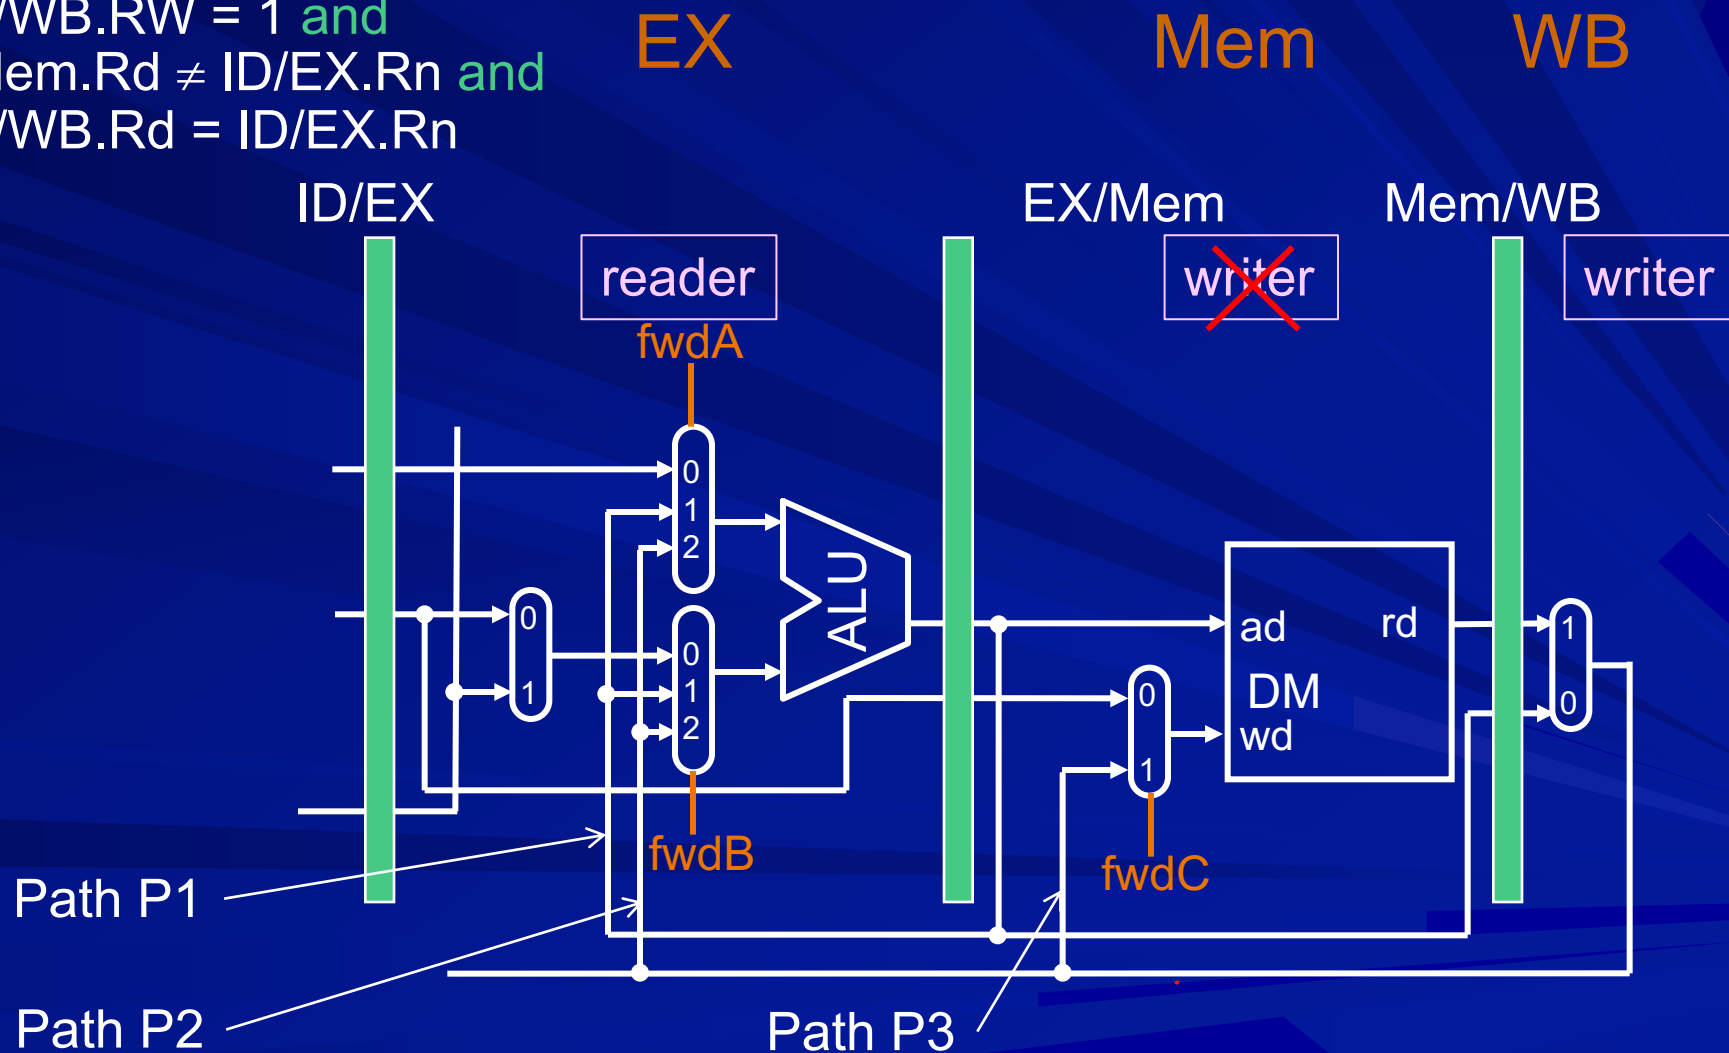 /WB.RW = 1 and
em.Rd ≠ ID/EX.Rn and
/WB.Rd = ID/EX.Rn
EX Mem WB
ID/EX EX/Mem Mem/WB
reader writer writer
fwdA
0
1
2
ALU
0
1
0
1
2
ad rd
DM
wd
0
1
1
0
fwdB
fwdC
Path P1
Path P2
Path P3